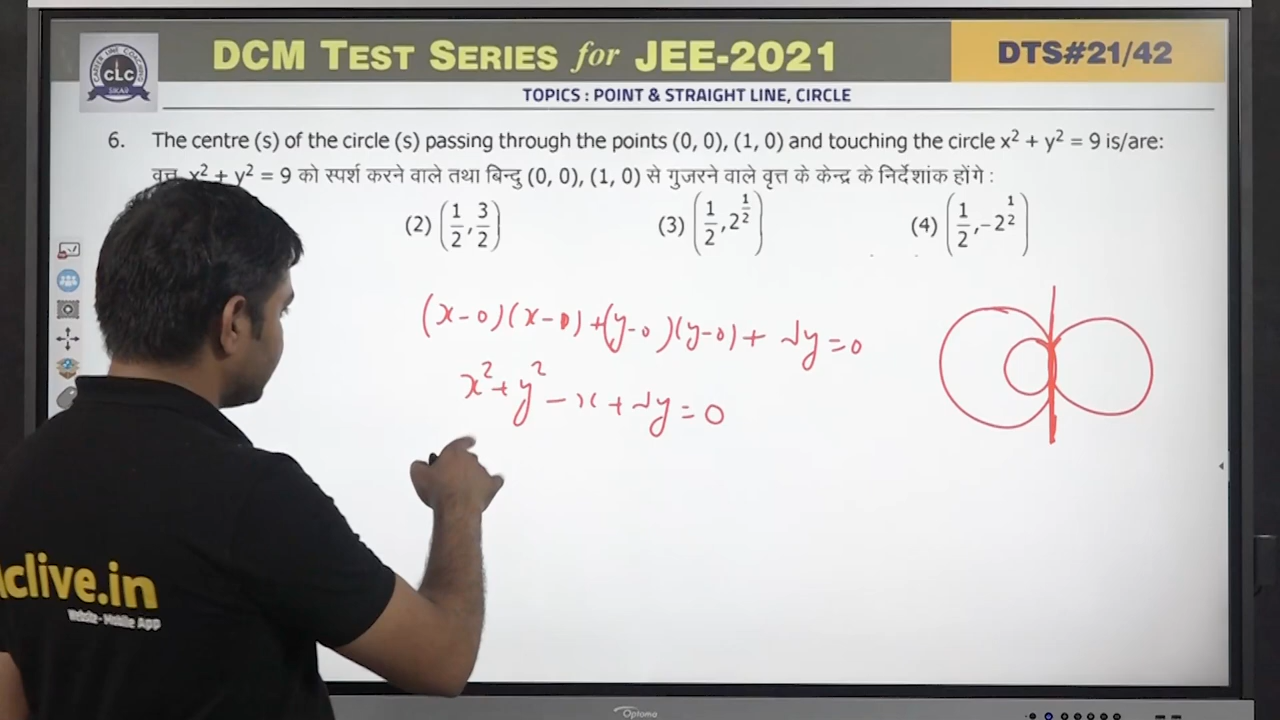 DCM TEST SERIES for JEE-2021
DTS#21/42
CLC
SIKAR
TOPICS : POINT & STRAIGHT LINE, CIRCLE
6. The centre (s) of the circle (s) passing through the points (0, 0), (1, 0) and touching the circle x² + y² = 9 is/are:
वृत्त x² + y² = 9 को स्पर्श करने वाले तथा बिन्दु (0, 0), (1, 0) से गुजरने वाले वृत्त के केन्द्र के निर्देशांक होंगे :
(2) (1/2, 3/2) (3) (1/2, 2^(1/2)) (4) (1/2, -2^(1/2))
(x-0)(x-0)+(y-0)(y-0)+λy=0
x²+y²-x+λy=0
clive.in
Website - Mobile App
Optoma